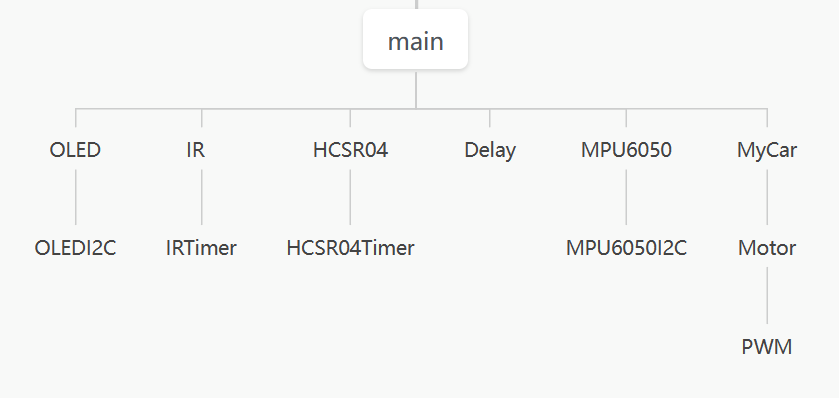 main
OLED IR HCSR04 Delay MPU6050 MyCar
OLEDI2C IRTimer HCSR04Timer MPU6050I2C Motor
PWM